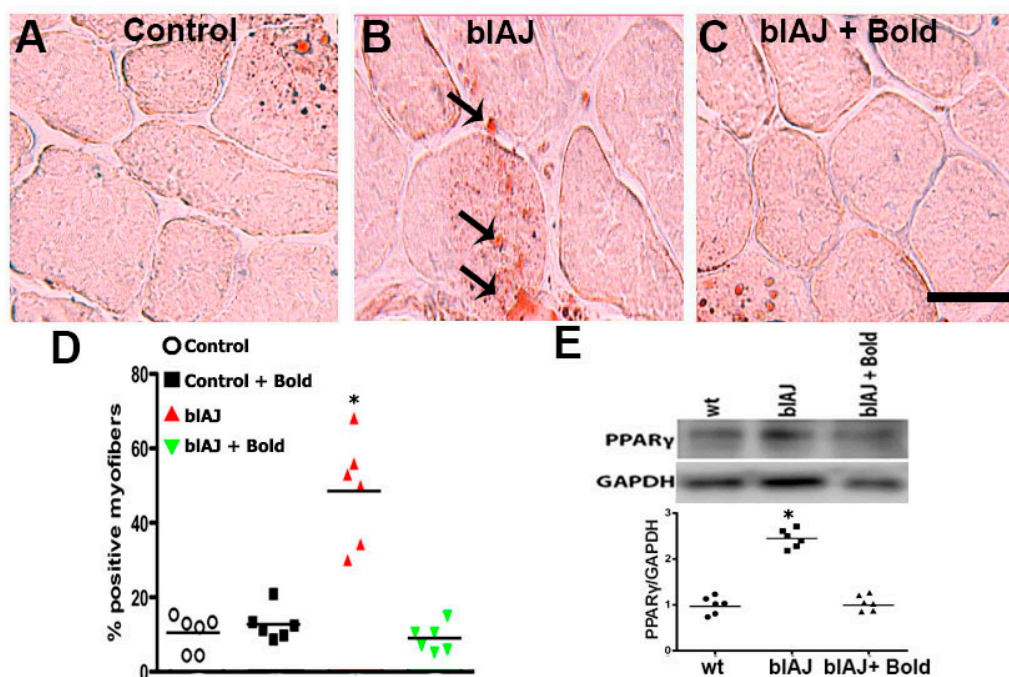 A Control
B blAJ
C blAJ + Bold
D
Control
Control + Bold
blAJ
blAJ + Bold
*
% positive myofibers
80
60
40
20
0
E
wt
blAJ
blAJ + Bold
PPARγ
GAPDH
PPARγ/GAPDH
3
2
1
0
*
wt blAJ blAJ+ Bold